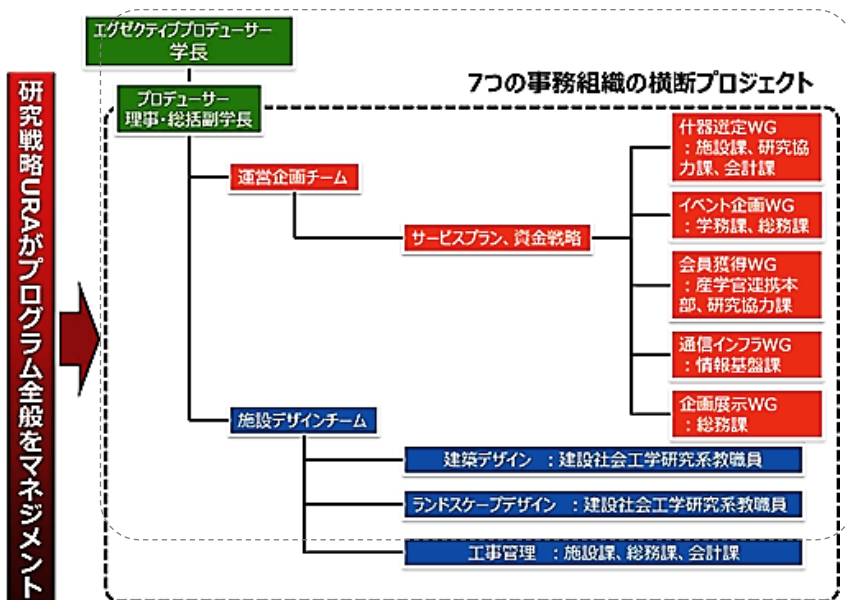 エグゼクティブプロデューサー
学長
7つの事務組織の横断プロジェクト
プロデューサー
理事・総括副学長
研究戦略URAがプログラム全般をマネジメント
運営企画チーム
サービスプラン、資金戦略
什器選定WG
：施設課、研究協
力課、会計課
イベント企画WG
：学務課、総務課
会員獲得WG
：産学官連携本
部、研究協力課
通信インフラWG
：情報基盤課
企画展示WG
：総務課
施設デザインチーム
建築デザイン ：建設社会工学研究系教職員
ランドスケープデザイン ：建設社会工学研究系教職員
工事管理 ：施設課、総務課、会計課